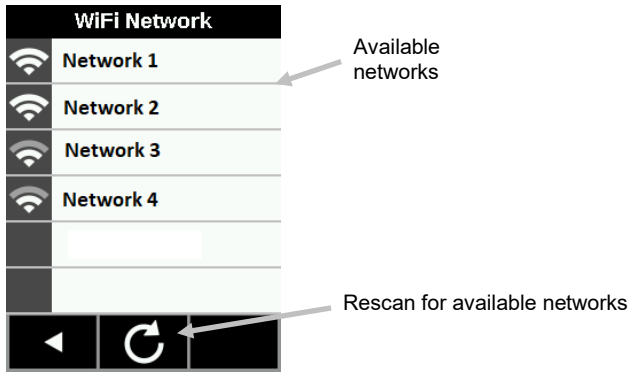 WiFi Network
Network 1
Network 2
Network 3
Network 4
Available
networks
Rescan for available networks